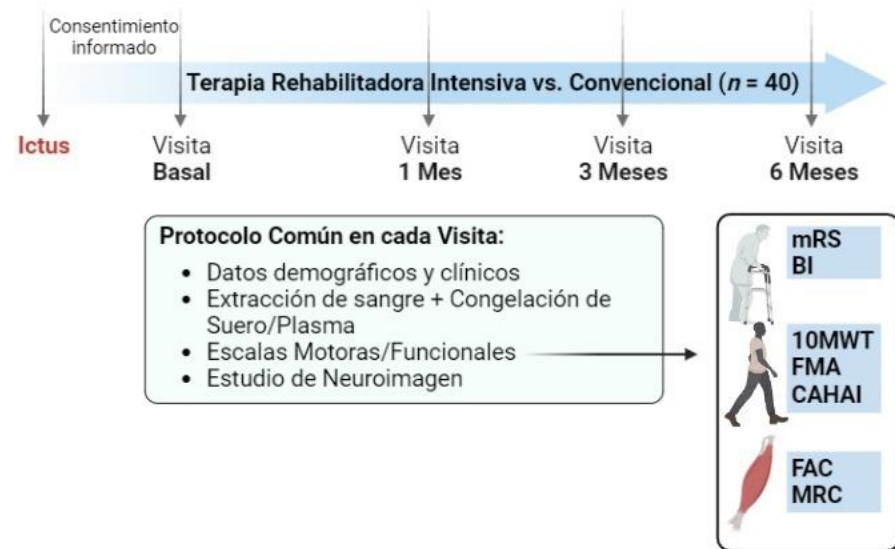 Consentimiento
informado
Terapia Rehabilitadora Intensiva vs. Convencional (n = 40)
Ictus
Visita
Basal
Visita
1 Mes
Visita
3 Meses
Visita
6 Meses
Protocolo Común en cada Visita:
• Datos demográficos y clínicos
• Extracción de sangre + Congelación de
Suero/Plasma
• Escalas Motoras/Funcionales
• Estudio de Neuroimagen
mRS
BI
10MWT
FMA
CAHAI
FAC
MRC